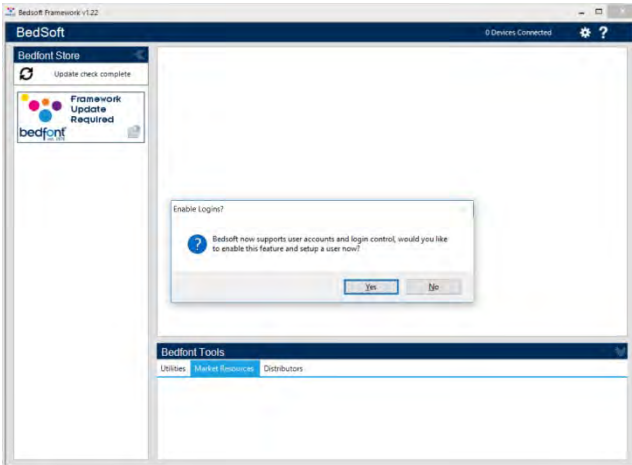 Bedsoft Framework v1.22
BedSoft
0 Devices Connected
?
Bedfont Store
Update check complete
Framework
Update
Required
bedfont
Enable Logins?
?
Bedsoft now supports user accounts and login control, would you like
to enable this feature and setup a user now?
Yes
No
Bedfont Tools
Utilities
Market Resources
Distributors